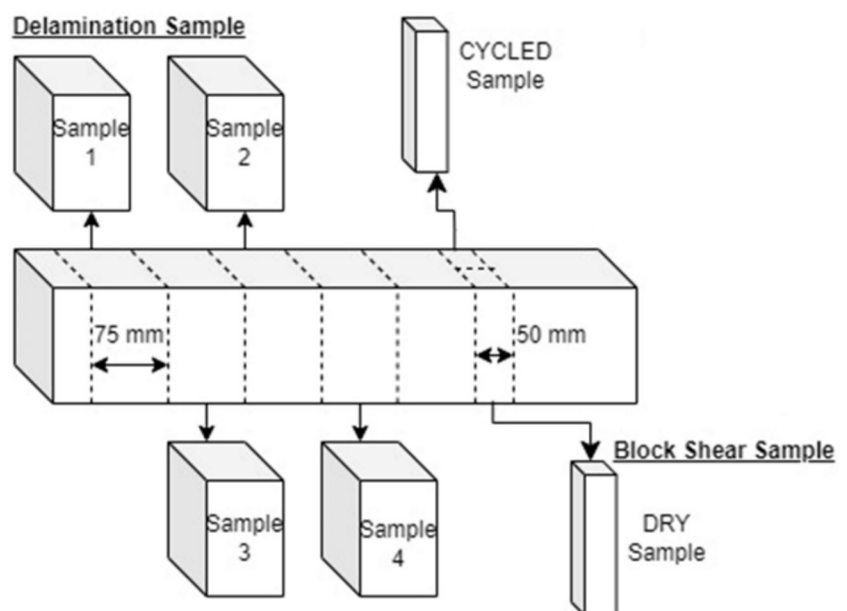 Delamination Sample
Sample
1
Sample
2
CYCLED
Sample
75 mm
50 mm
Sample
3
Sample
4
Block Shear Sample
DRY
Sample